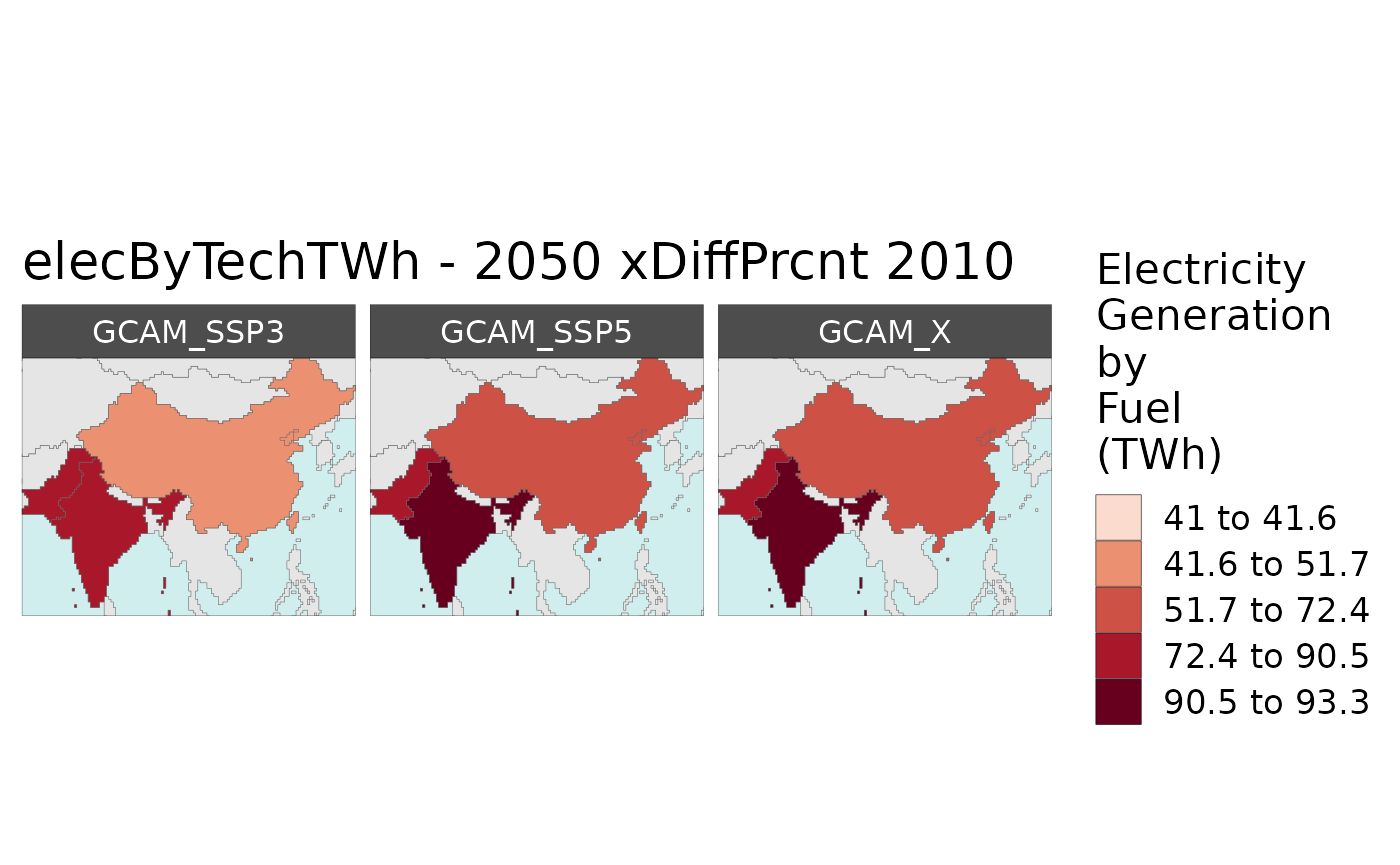 elecByTechTWh - 2050 xDiffPrcnt 2010
GCAM_SSP3
GCAM_SSP5
GCAM_X
Electricity
Generation
by
Fuel
(TWh)
41 to 41.6
41.6 to 51.7
51.7 to 72.4
72.4 to 90.5
90.5 to 93.3